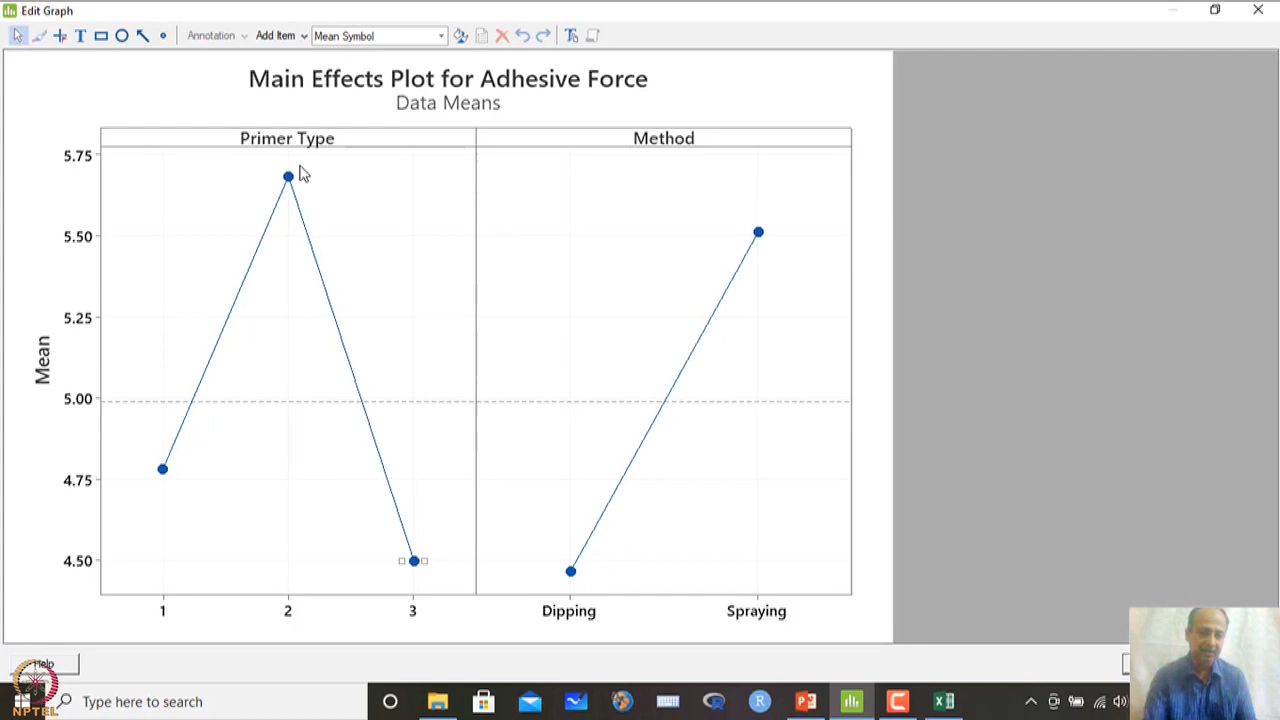 Edit Graph
Annotation Add Item Mean Symbol
Main Effects Plot for Adhesive Force
Data Means
Primer Type Method
5.75
5.50
5.25
5.00
4.75
4.50
Mean
1 2 3 Dipping Spraying
Help
NPTEL
Type here to search